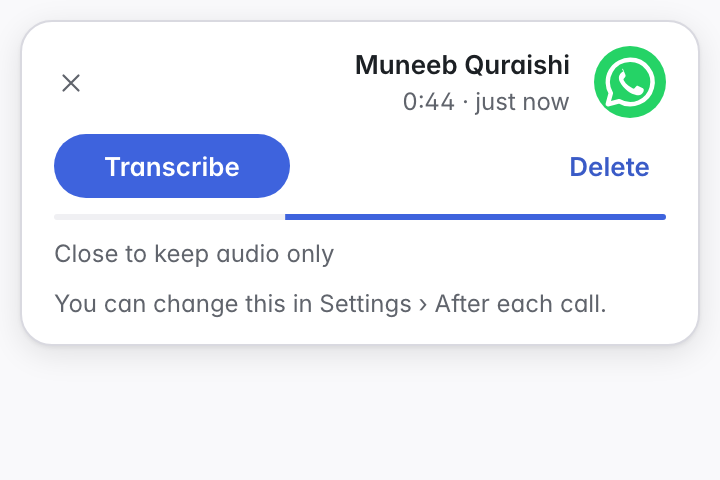 Muneeb Quraishi
0:44 · just now
Transcribe
Delete
Close to keep audio only
You can change this in Settings › After each call.